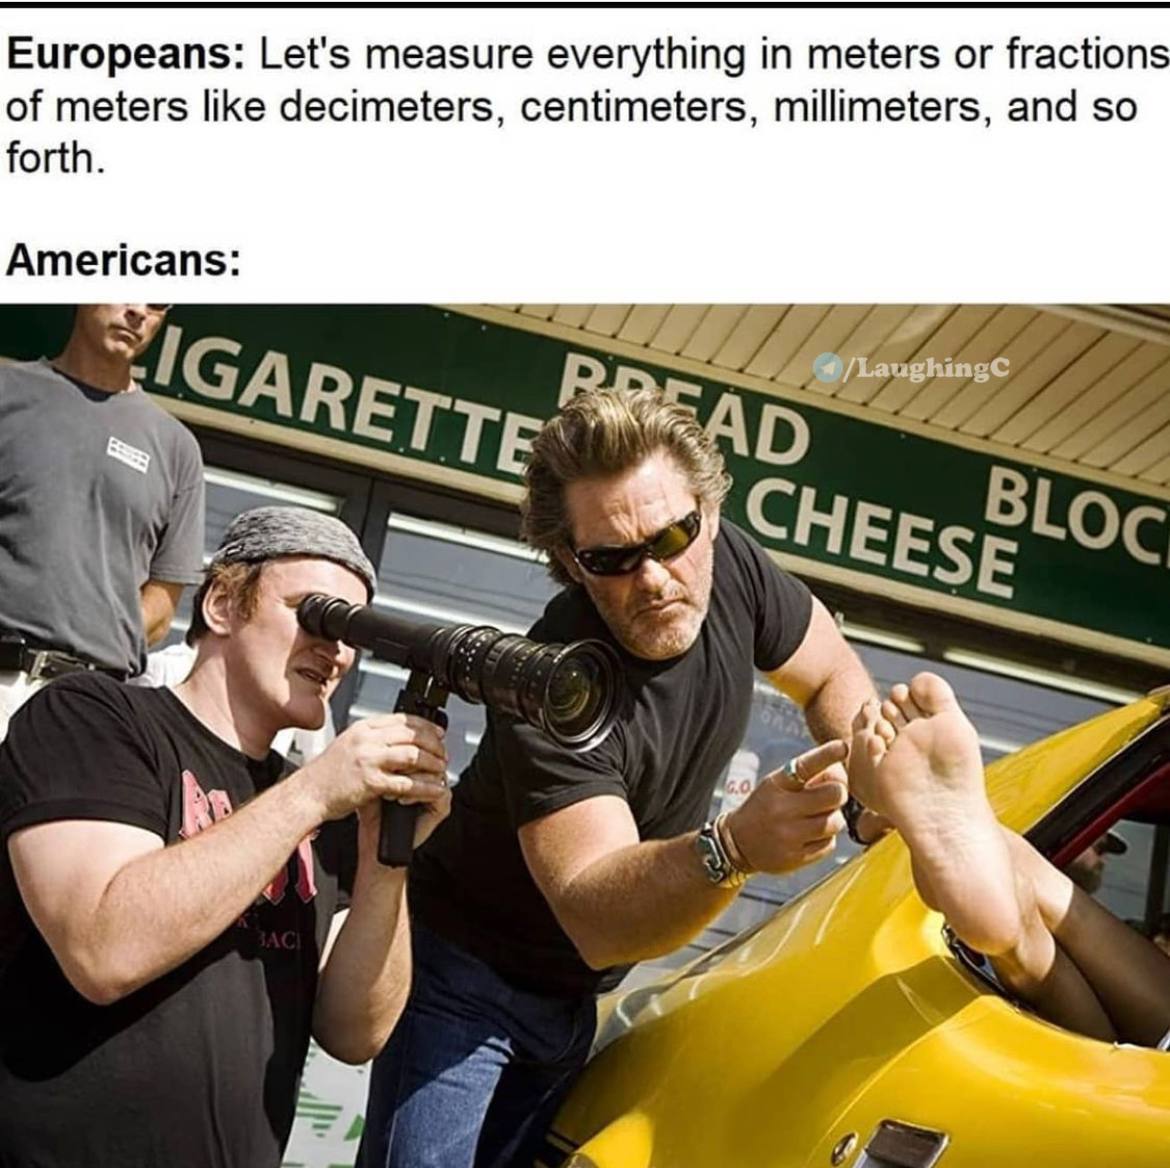 Europeans: Let's measure everything in meters or fractions
of meters like decimeters, centimeters, millimeters, and so
forth.
Americans:
/LaughingC
IGARETTE
BREAD
CHEESE
BLOC
G.O
BACK